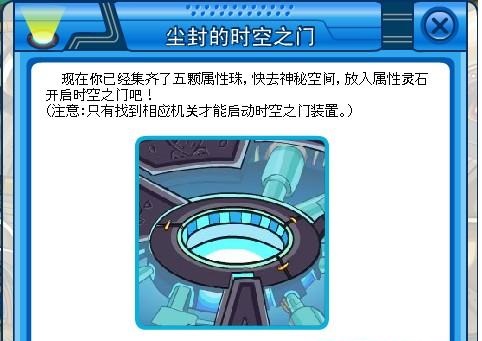 尘封的时空之门
现在你已经集齐了五颗属性珠，快去神秘空间，放入属性灵石
开启时空之门吧！
(注意：只有找到相应机关才能启动时空之门装置。)